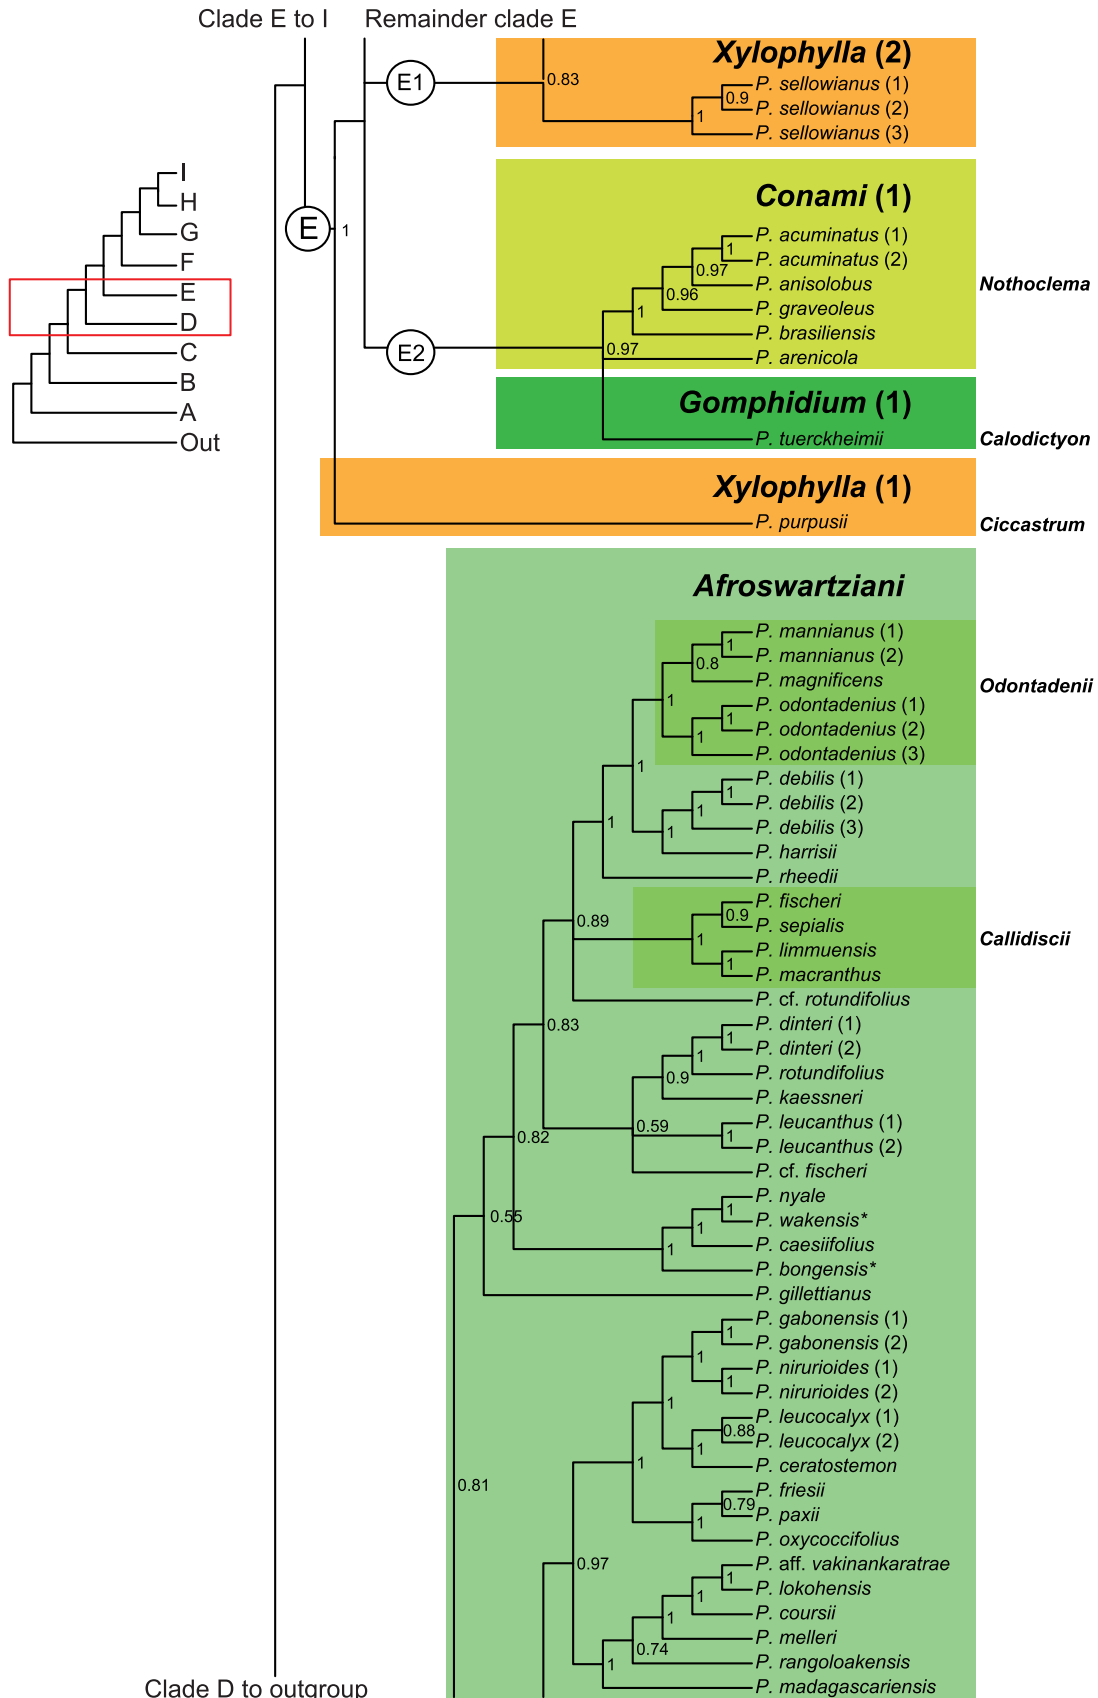 Clade E to I
Remainder clade E
Xylophylla (2)
E1
0.83
P. sellowianus (1)
0.9
P. sellowianus (2)
1
P. sellowianus (3)
I
H
G
F
E
D
C
B
A
Out
E
1
Conami (1)
P. acuminatus (1)
1
P. acuminatus (2)
0.97
P. anisolobus
Nothoclema
0.96
P. graveoleus
1
P. brasiliensis
E2
0.97
P. arenicola
Gomphidium (1)
P. tuerckheimii
Calodictyon
Xylophylla (1)
P. purpusii
Ciccastrum
Afroswartziani
P. mannianus (1)
1
P. mannianus (2)
0.8
P. magnificens
Odontadenii
1
P. odontadenius (1)
1
P. odontadenius (2)
1
P. odontadenius (3)
1
P. debilis (1)
1
P. debilis (2)
1
P. debilis (3)
1
1
P. harrisii
P. rheedii
P. fischeri
0.9
P. sepialis
0.89
1
Callidiscii
P. limmuensis
1
P. macranthus
P. cf. rotundifolius
0.83
P. dinteri (1)
1
P. dinteri (2)
1
P. rotundifolius
0.9
P. kaessneri
P. leucanthus (1)
0.59
1
P. leucanthus (2)
0.82
P. cf. fischeri
P. nyale
1
P. wakensis*
0.55
1
P. caesiifolius
1
P. bongensis*
P. gillettianus
P. gabonensis (1)
1
P. gabonensis (2)
1
P. nirurioides (1)
1
P. nirurioides (2)
1
P. leucocalyx (1)
0.88
P. leucocalyx (2)
1
P. ceratostemon
1
0.81
P. friesii
0.79
P. paxii
1
P. oxycoccifolius
0.97
P. aff. vakinankaratrae
1
P. lokohensis
1
P. coursii
1
P. melleri
0.74
P. rangoloakensis
1
P. madagascariensis
Clade D to outgroup